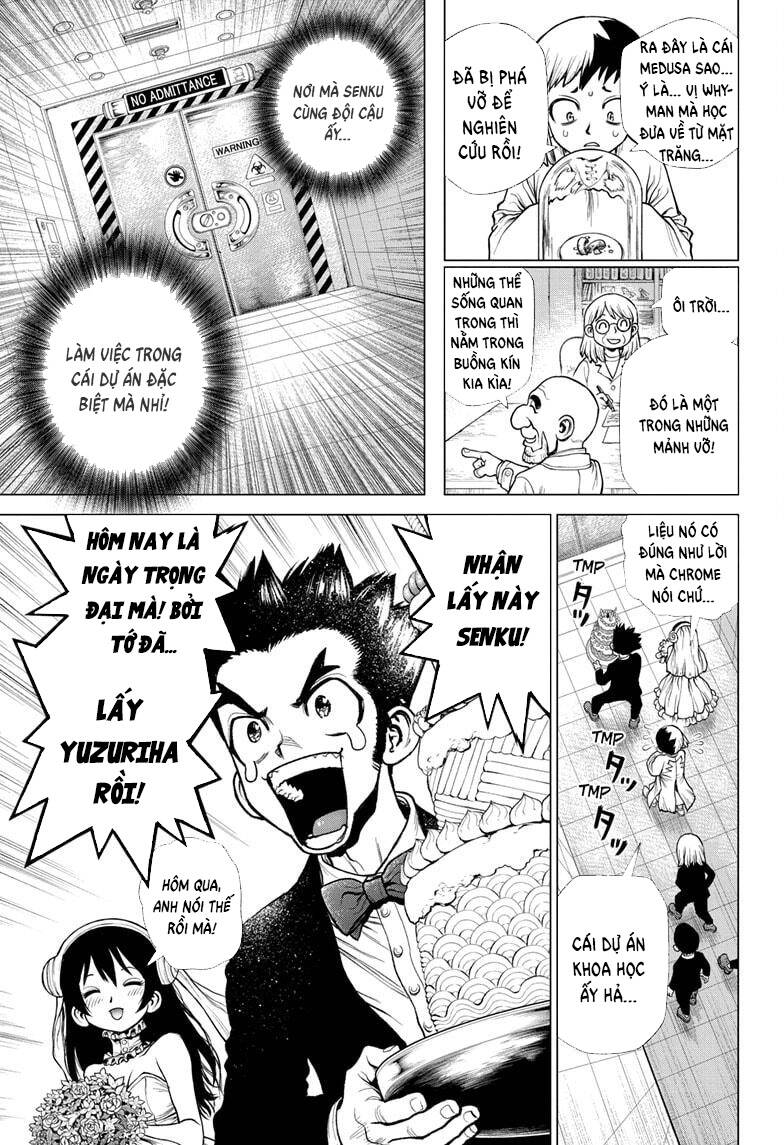 RA ĐÂY LÀ CÁI
MEDUSA SAO...
Ý LÀ... VỊ WHY-
MAN MÀ HỌC
ĐƯA VỀ TỪ MẶT
TRĂNG...
ĐÃ BỊ PHÁ
VỠ ĐỂ
NGHIÊN
CỨU RỒI!
ÔI TRỜI...
ĐÓ LÀ MỘT
TRONG NHỮNG
MẢNH VỠ!
NHỮNG THỂ
SỐNG QUAN
TRONG THÌ
NẰM TRONG
BUỒNG KÍN
KIA KÌA!
NO ADMITTANCE
WARNING
NƠI MÀ SENKU
CÙNG ĐỘI CẬU
ẤY...
LÀM VIỆC TRONG
CÁI DỰ ÁN ĐẶC
BIỆT MÀ NHỈ!
LIỆU NÓ CÓ
ĐÚNG NHƯ LỜI
MÀ CHROME
NÓI CHỨ...
TMP
タッ
TMP
TMP
タッ
CÁI DỰ ÁN
KHOA HỌC
ẤY HẢ...
NHẬN
LẤY NÀY
SENKU!
HÔM NAY LÀ
NGÀY TRỌNG
ĐẠI MÀ! BỞI
TỚ ĐÃ...
LẤY
YUZURIHA
RỒI!
HÔM QUA,
ANH NÓI THẾ
RỒI MÀ!